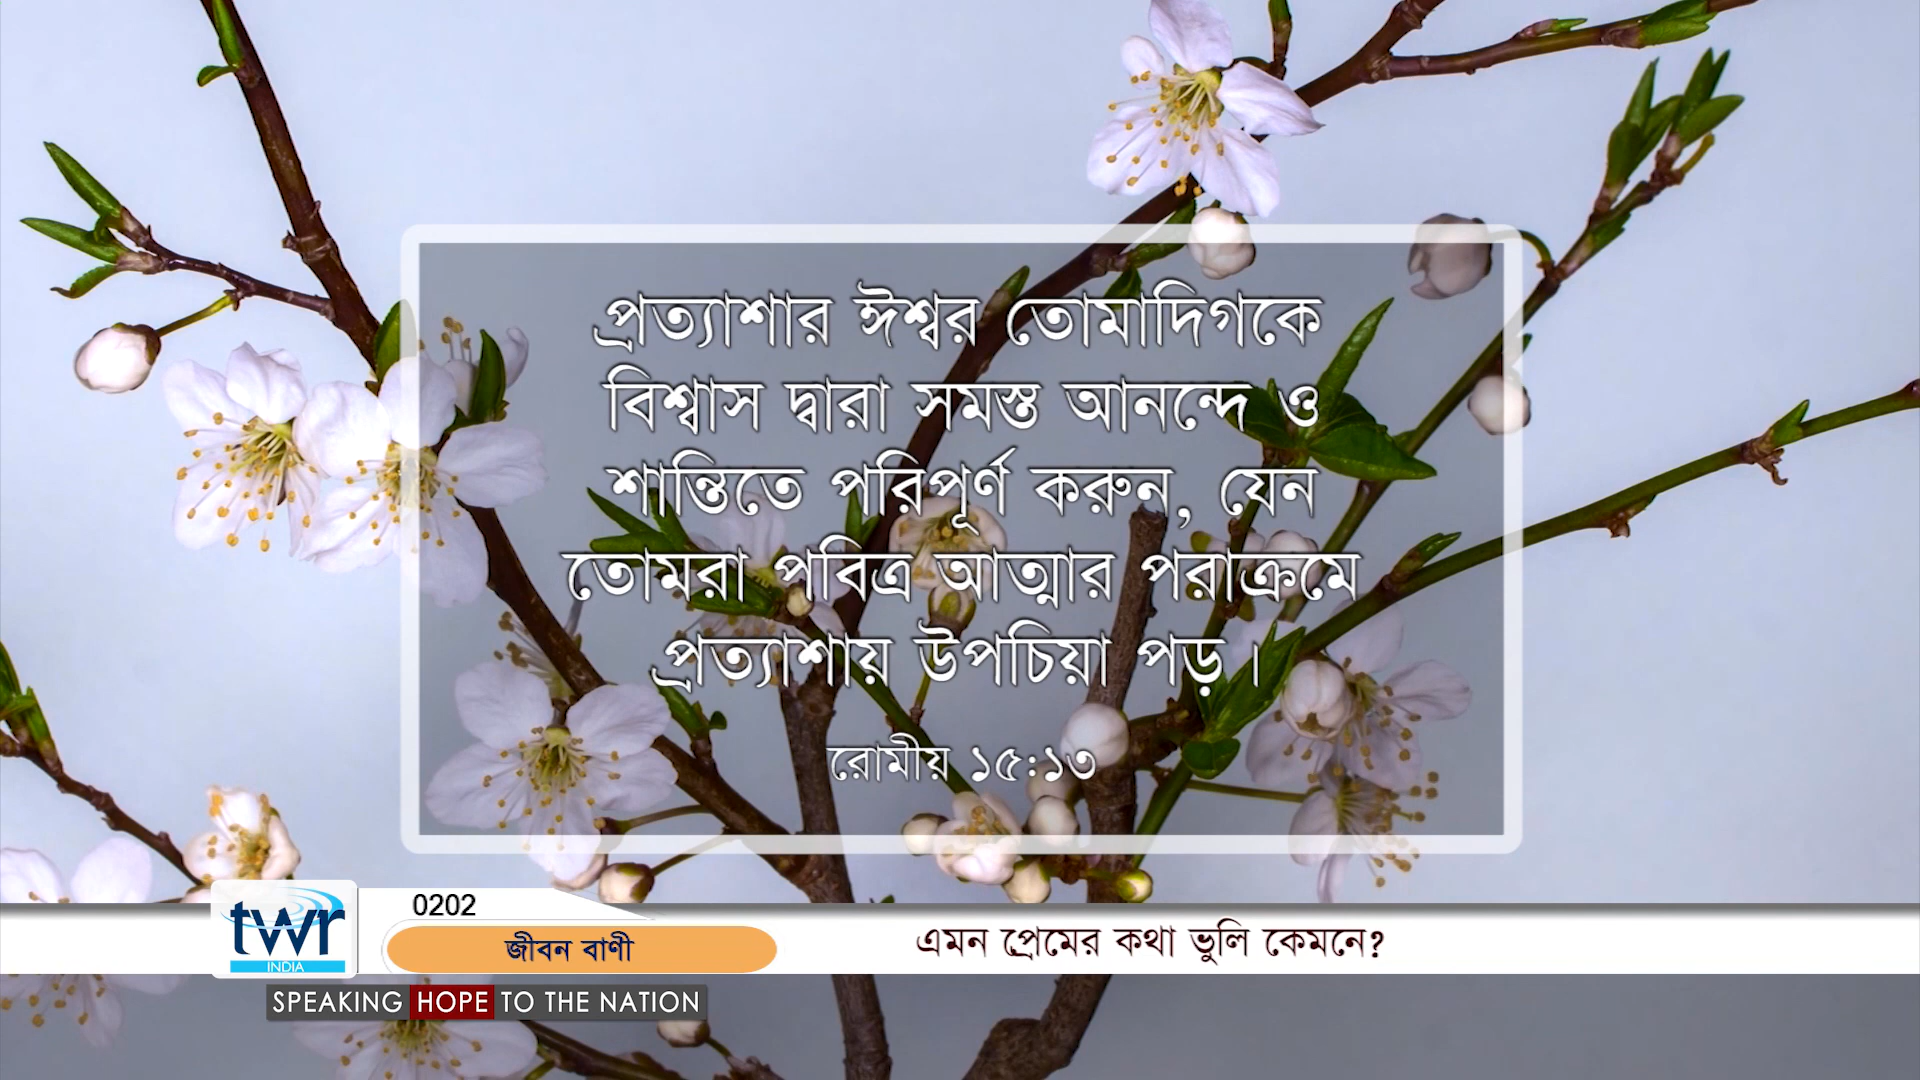 প্রত্যাশার ঈশ্বর তোমাদিগকে
বিশ্বাস দ্বারা সমস্ত আনন্দে ও
শান্তিতে পরিপূর্ণ করুন, যেন
তোমরা পবিত্র আত্মার পরাক্রমে
প্রত্যাশায় উপচিয়া পড়।
রোমীয় ১৫:১৩
twr
INDIA
0202
জীবন বাণী
এমন প্রেমের কথা ভুলি কেমনে?
SPEAKING HOPE TO THE NATION